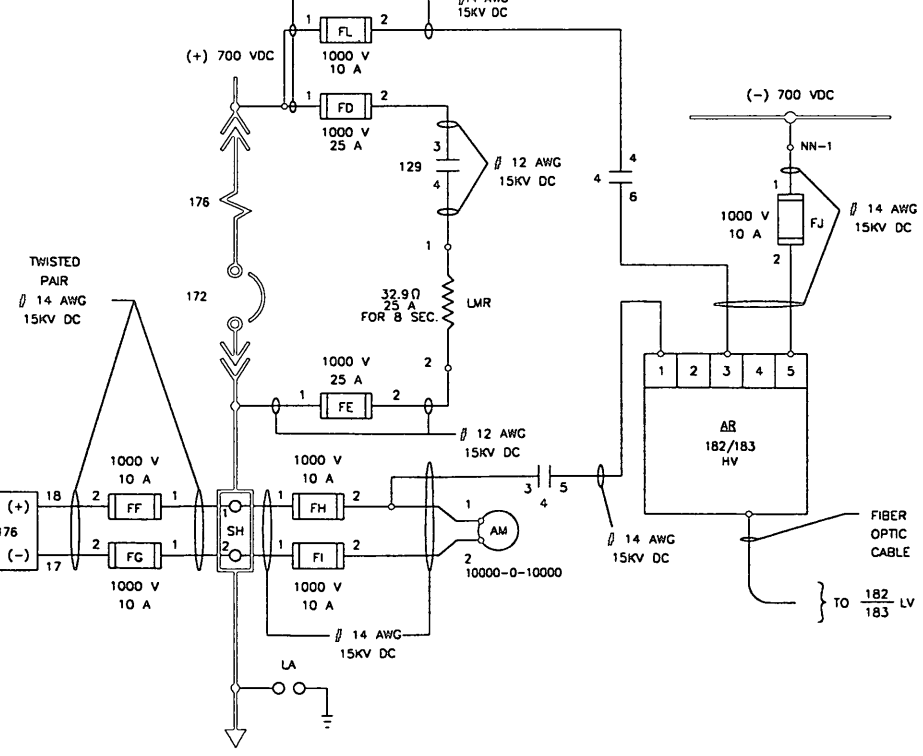 14 AWG
15KV DC
1 FL 2
1000 V
10 A
(+) 700 VDC
1 FD 2
1000 V
25 A
3
129
4
12 AWG
15KV DC
4
4
6
(-) 700 VDC
NN-1
1
1000 V
10 A
FJ
2
14 AWG
15KV DC
176
172
TWISTED
PAIR
14 AWG
15KV DC
1
32.9Ω
25 A
FOR 8 SEC.
LMR
2
1000 V
25 A
1 FE 2
12 AWG
15KV DC
1 2 3 4 5
AR
182/183
HV
1000 V
10 A
18 2 FF 1
(+)
176
(-)
17 2 FG 1
1000 V
10 A
1
SH
2
1000 V
10 A
1 FH 2
1 FI 2
1000 V
10 A
1
AM
2
10000-0-10000
3 5
4
14 AWG
15KV DC
14 AWG
15KV DC
FIBER
OPTIC
CABLE
TO 182
183 LV
LA